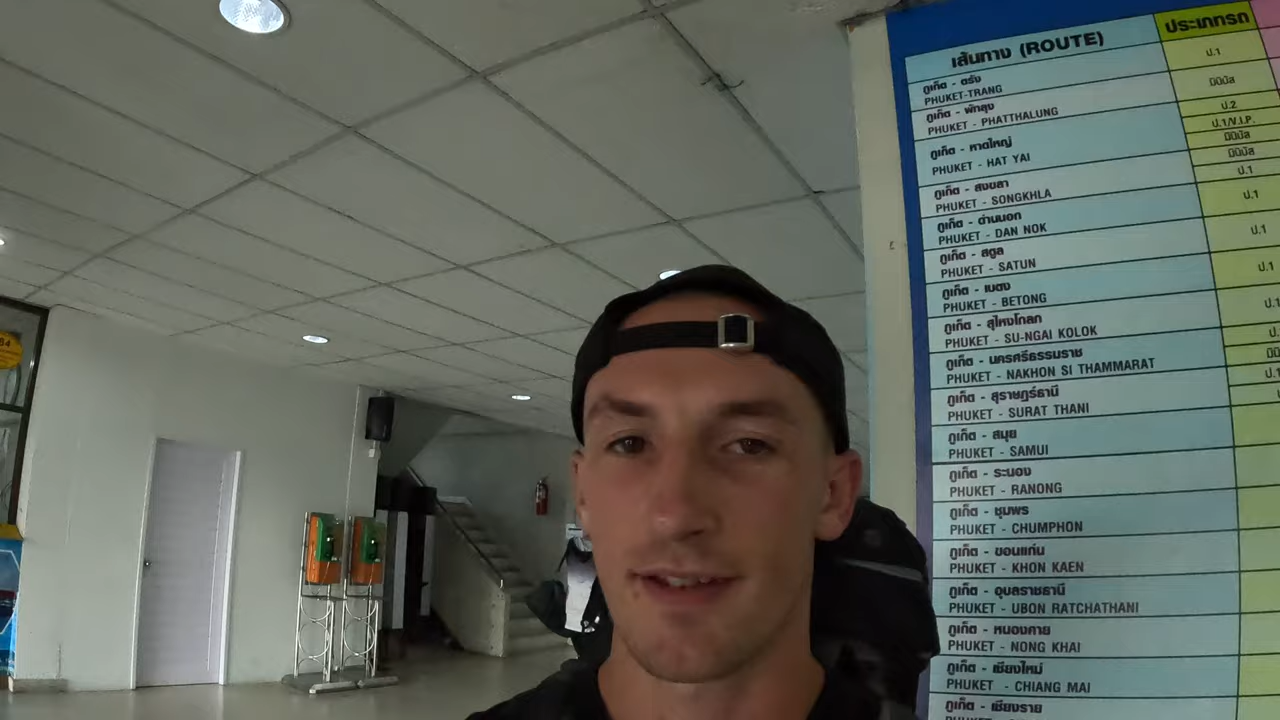 เส้นทาง (ROUTE)
ประเภทรถ
ภูเก็ต - ตรัง
PHUKET-TRANG
ป.1
มินิบัส
ภูเก็ต - พัทลุง
PHUKET - PHATTHALUNG
ป.2
ป.1/V.I.P.
ภูเก็ต - หาดใหญ่
PHUKET - HAT YAI
มินิบัส
มินิบัส
ป.1
ภูเก็ต - สงขลา
PHUKET - SONGKHLA
ป.1
ภูเก็ต - ด่านนอก
PHUKET - DAN NOK
ป.1
ภูเก็ต - สตูล
PHUKET - SATUN
ป.1
ภูเก็ต - เบตง
PHUKET - BETONG
ภูเก็ต - สุไหงโกลก
PHUKET - SU-NGAI KOLOK
ภูเก็ต - นครศรีธรรมราช
PHUKET - NAKHON SI THAMMARAT
ภูเก็ต - สุราษฎร์ธานี
PHUKET - SURAT THANI
ภูเก็ต - สมุย
PHUKET - SAMUI
ภูเก็ต - ระนอง
PHUKET - RANONG
ภูเก็ต - ชุมพร
PHUKET - CHUMPHON
ภูเก็ต - ขอนแก่น
PHUKET - KHON KAEN
ภูเก็ต - อุบลราชธานี
PHUKET - UBON RATCHATHANI
ภูเก็ต - หนองคาย
PHUKET - NONG KHAI
ภูเก็ต - เชียงใหม่
PHUKET - CHIANG MAI
ภูเก็ต - เชียงราย